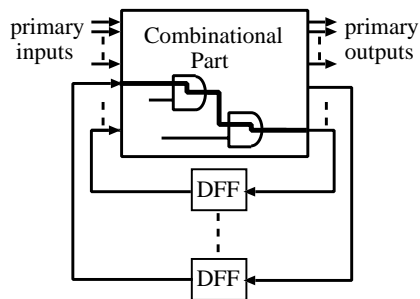 primary
inputs
Combinational
Part
primary
outputs
DFF
DFF